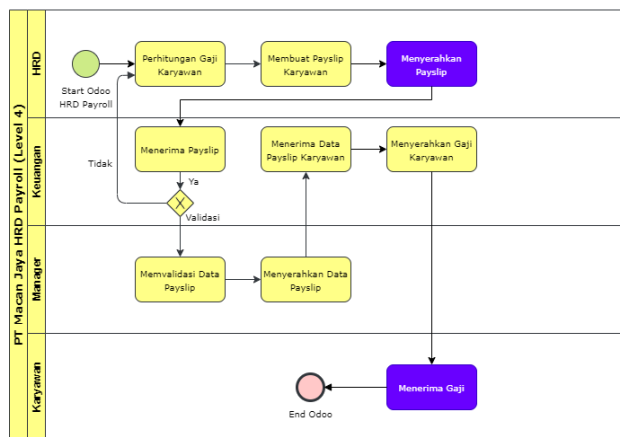 PT Macan Jaya HRD Payroll (Level 4)
HRD
Start Odoo
HRD Payroll
Perhitungan Gaji
Karyawan
Membuat Payslip
Karyawan
Menyerahkan
Payslip
Keuangan
Tidak
Menerima Payslip
Ya
Validasi
Menerima Data
Payslip Karyawan
Menyerahkan Gaji
Karyawan
Manager
Memvalidasi Data
Payslip
Menyerahkan Data
Payslip
Karyawan
End Odoo
Menerima Gaji